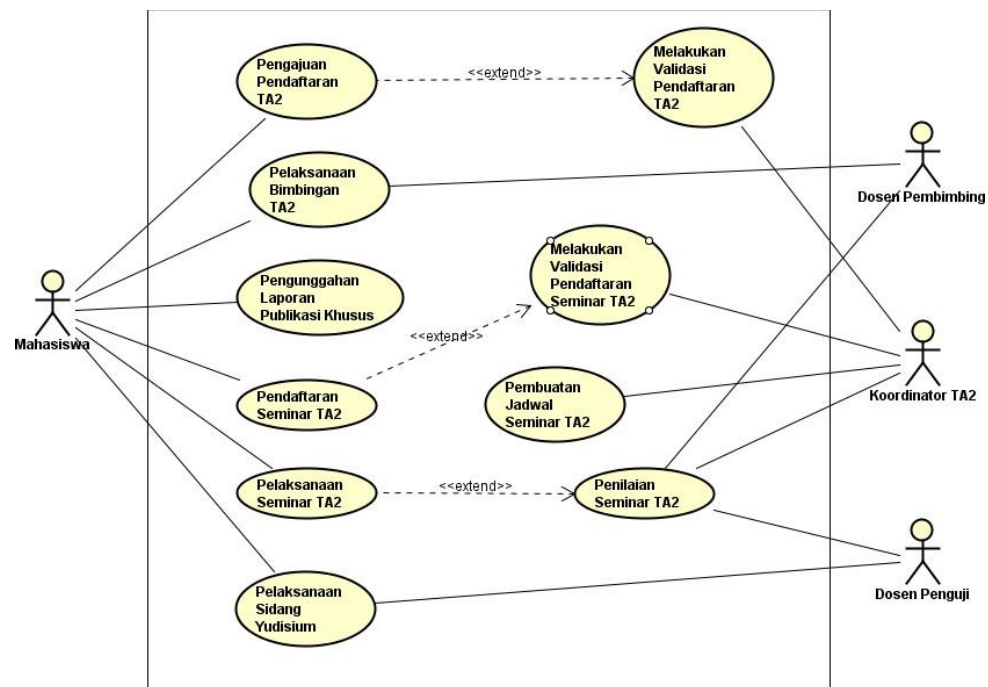 Pengajuan
Pendaftaran
TA2
<<extend>>
Melakukan
Validasi
Pendaftaran
TA2
Pelaksanaan
Bimbingan
TA2
Dosen Pembimbing
Melakukan
Validasi
Pendaftaran
Seminar TA2
Pengunggahan
Laporan
Publikasi Khusus
Mahasiswa
<<extend>>
Pendaftaran
Seminar TA2
Pembuatan
Jadwal
Seminar TA2
Koordinator TA2
Pelaksanaan
Seminar TA2
<<extend>>
Penilaian
Seminar TA2
Pelaksanaan
Sidang
Yudisium
Dosen Penguji